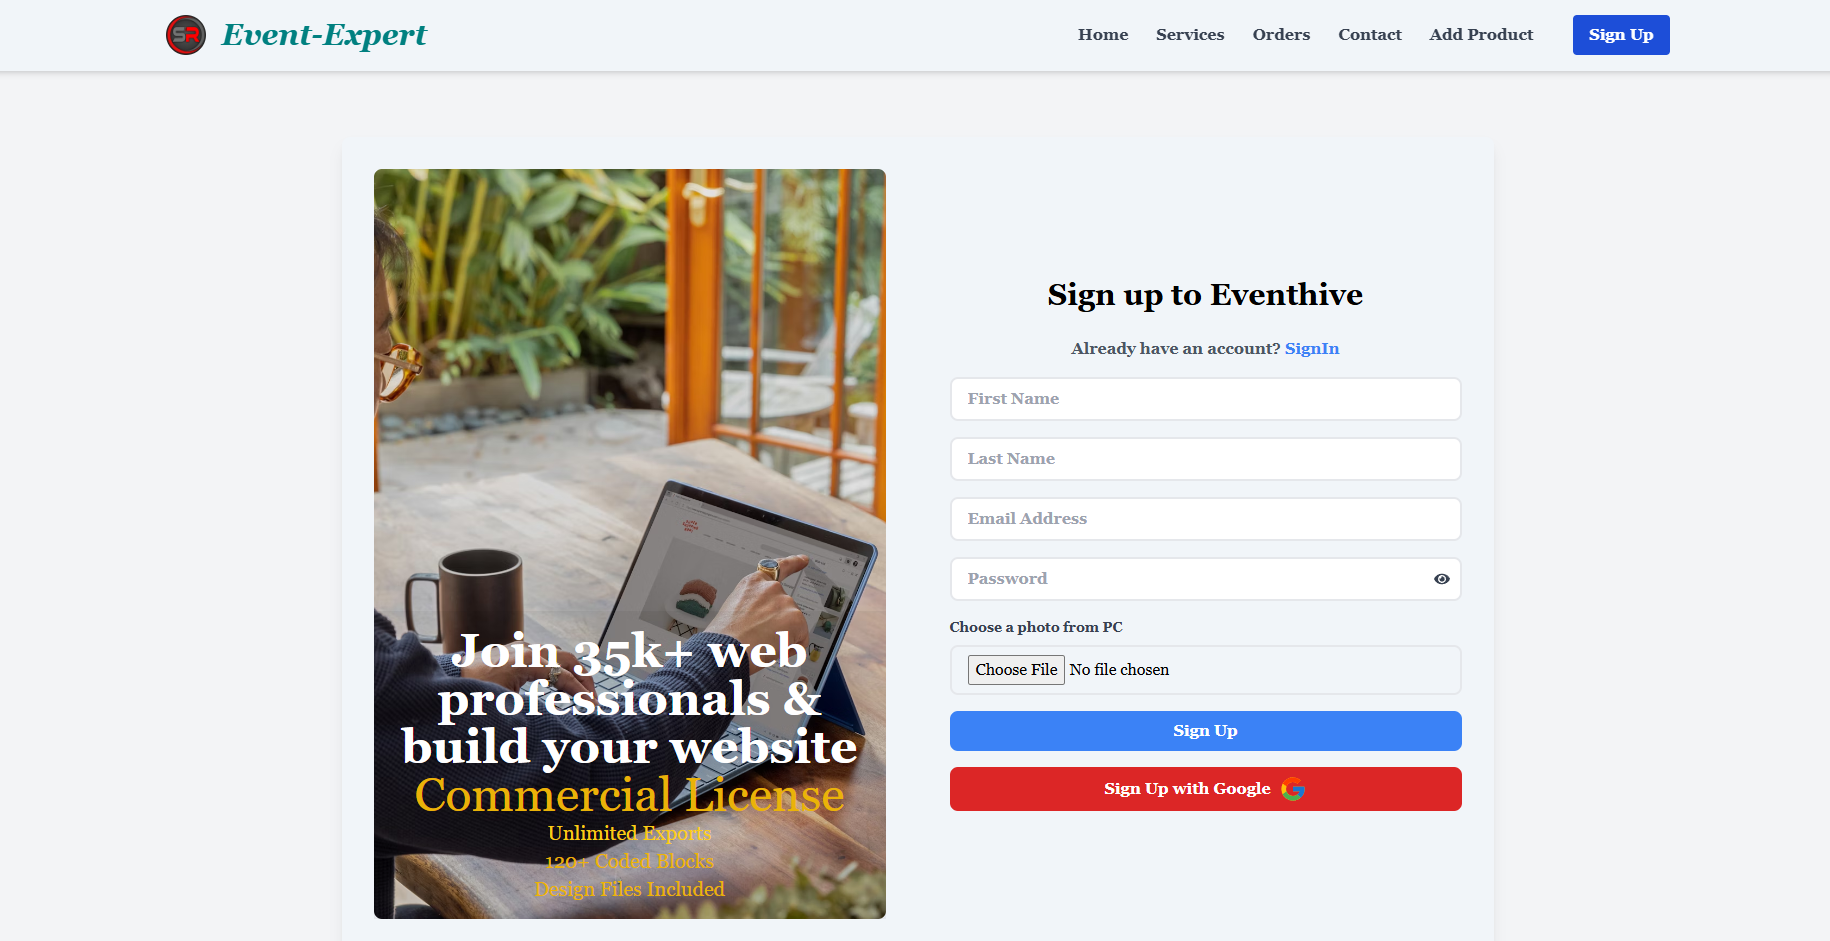 SR Event-Expert
Home Services Orders Contact Add Product Sign Up
Join 35k+ web
professionals &
build your website
Commercial License
Unlimited Exports
120+ Coded Blocks
Design Files Included
Sign up to Eventhive
Already have an account? SignIn
First Name
Last Name
Email Address
Password
Choose a photo from PC
Choose File No file chosen
Sign Up
Sign Up with Google